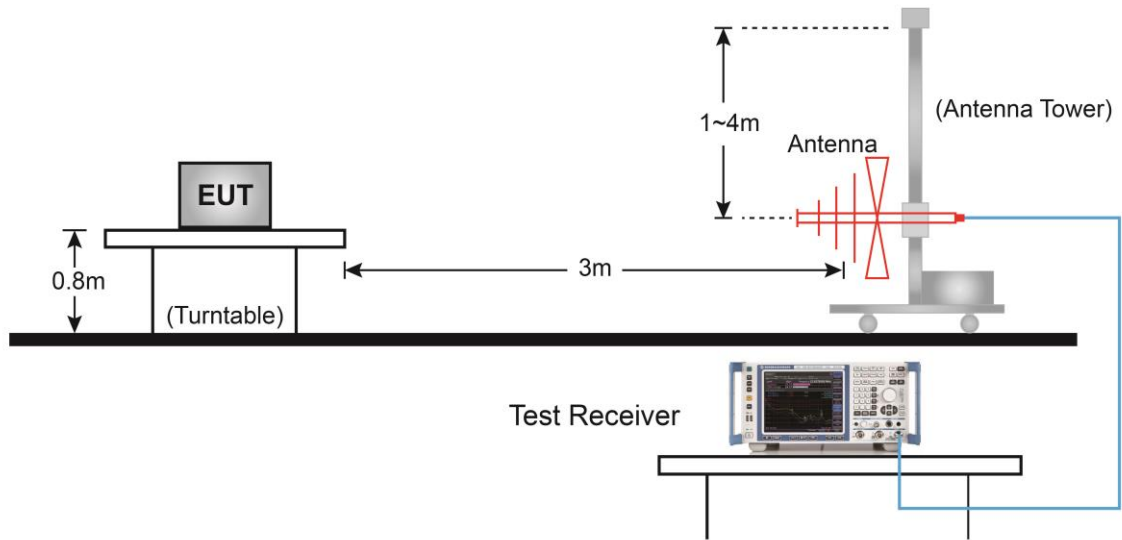 1~4m
(Antenna Tower)
Antenna
EUT
0.8m
3m
(Turntable)
Test Receiver